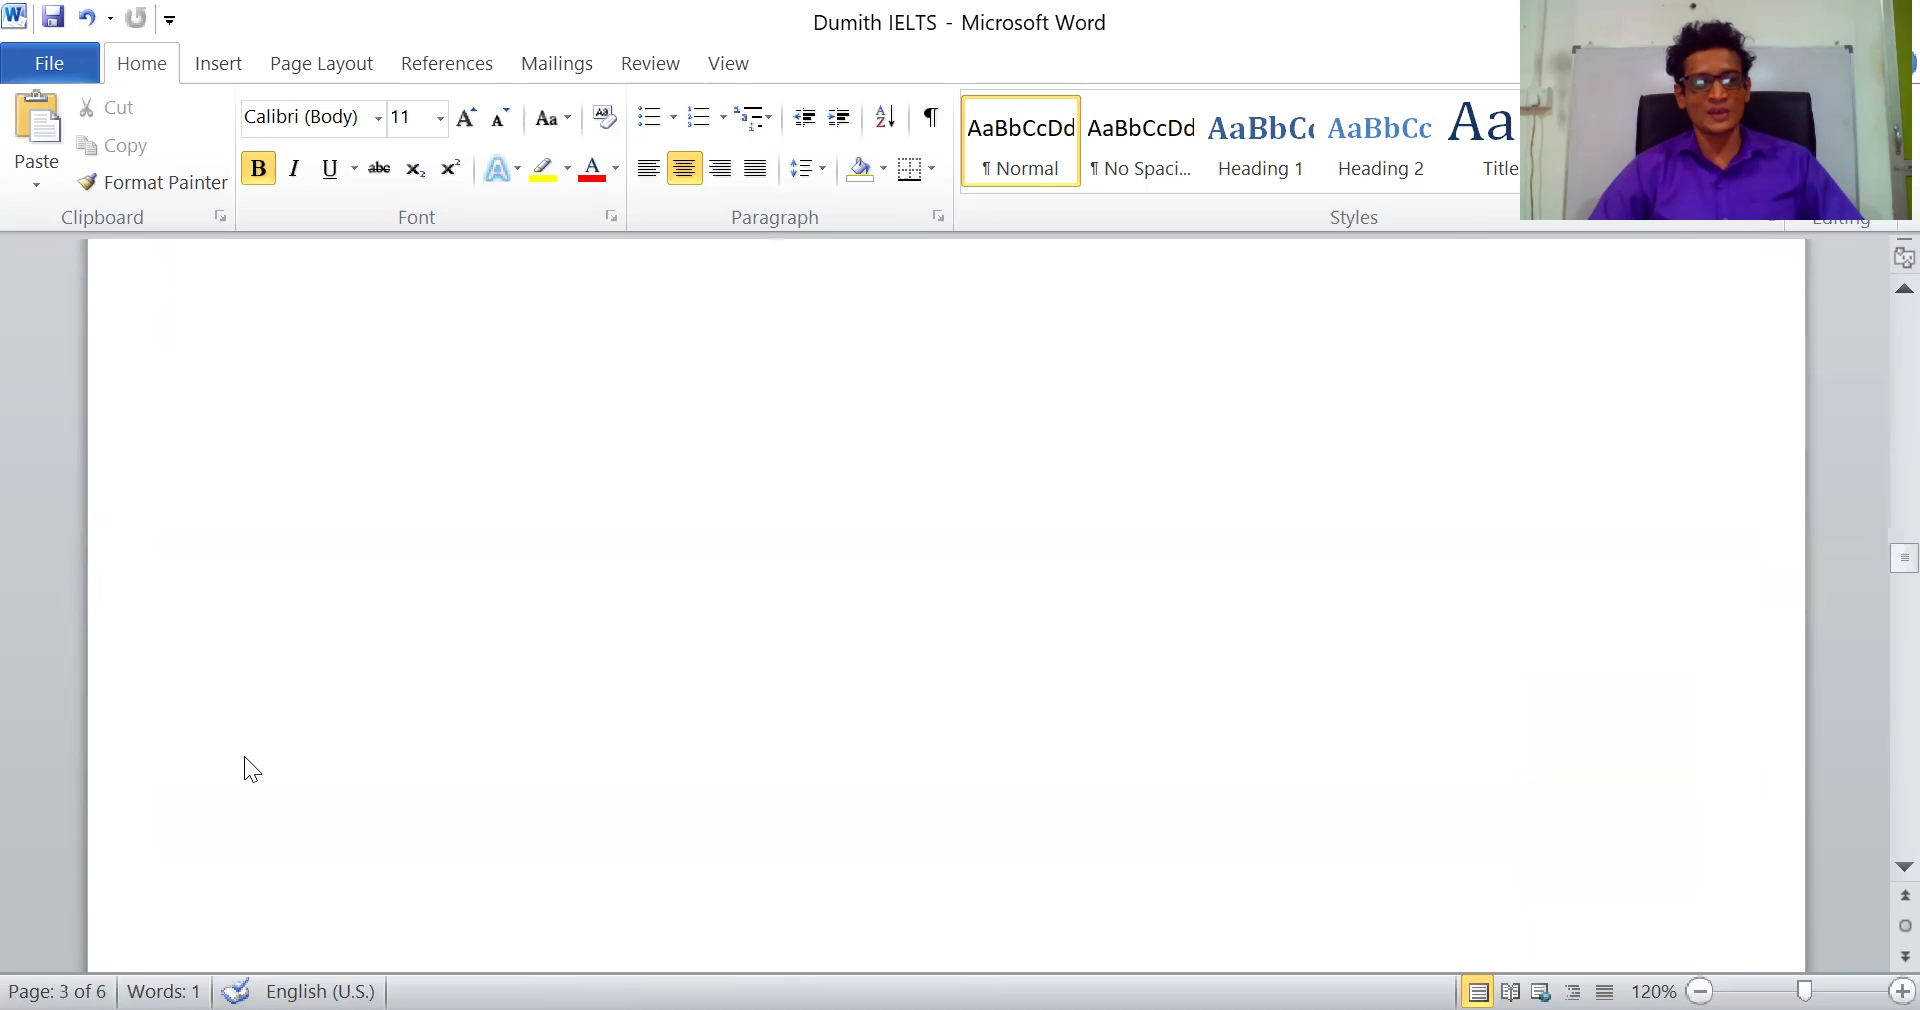 Dumith IELTS - Microsoft Word
File Home Insert Page Layout References Mailings Review View
Paste
Cut
Copy
Format Painter
Clipboard
Calibri (Body) 11
Font
Paragraph
AaBbCcDd AaBbCcDd AaBbCc AaBbCc Aa
¶ Normal ¶ No Spaci... Heading 1 Heading 2 Title
Styles
Editing
Page: 3 of 6 Words: 1 English (U.S.) 120%